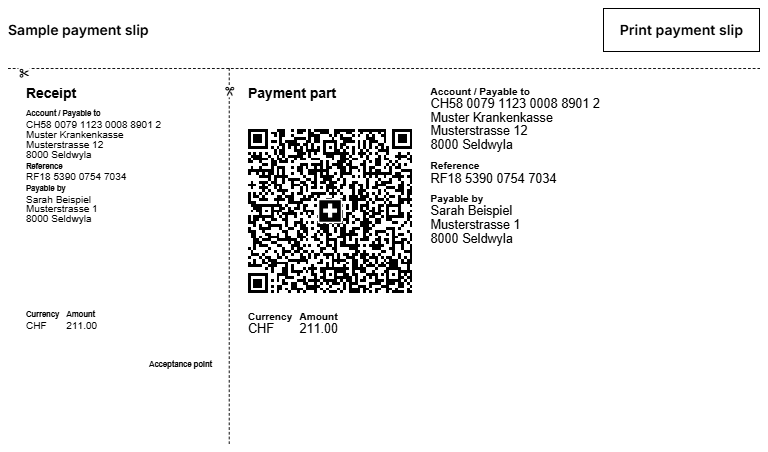 Sample payment slip
Print payment slip
Receipt
Account / Payable to
CH58 0079 1123 0008 8901 2
Muster Krankenkasse
Musterstrasse 12
8000 Seldwyla
Reference
RF18 5390 0754 7034
Payable by
Sarah Beispiel
Musterstrasse 1
8000 Seldwyla
Currency Amount
CHF 211.00
Acceptance point
Payment part
Currency Amount
CHF 211.00
Account / Payable to
CH58 0079 1123 0008 8901 2
Muster Krankenkasse
Musterstrasse 12
8000 Seldwyla
Reference
RF18 5390 0754 7034
Payable by
Sarah Beispiel
Musterstrasse 1
8000 Seldwyla